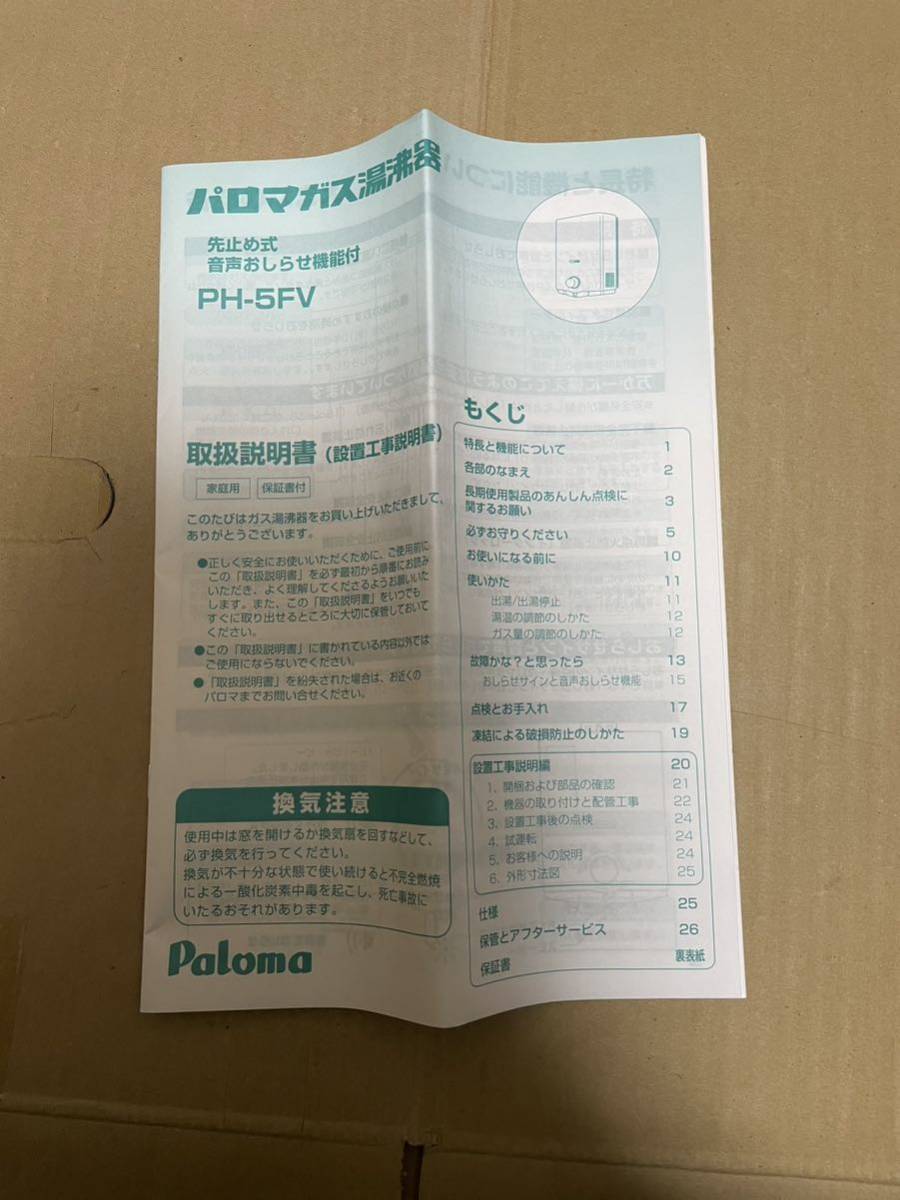 パロマガス湯沸器
先止め式
音声おしらせ機能付
PH-5FV
取扱説明書(設置工事説明書)
家庭用 保証書付
このたびはガス湯沸器をお買い上げいただきまして、
ありがとうございます。
●正しく安全にお使いいただくために、ご使用前に
この「取扱説明書」を必ず最初から順番にお読み
いただき、よく理解してくださるようお願いいた
します。また、この「取扱説明書」をいつでも
すぐに取り出せるところに大切に保管しておいて
ください。
●この「取扱説明書」に書かれている内容以外では
ご使用にならないでください。
●「取扱説明書」を紛失された場合は、お近くの
パロマまでお問い合せください。
換気注意
使用中は窓を開けるか換気扇を回すなどして、
必ず換気を行ってください。
換気が不十分な状態で使い続けると不完全燃焼
による一酸化炭素中毒を起こし、死亡事故に
いたるおそれがあります。
Paloma
もくじ
特長と機能について 1
各部のなまえ 2
長期使用製品のあんしん点検に
関するお願い 3
必ずお守りください 5
お使いになる前に 10
使いかた 11
出湯/出湯停止 11
湯温の調節のしかた 12
ガス量の調節のしかた 12
故障かな?と思ったら 13
おしらせサインと音声おしらせ機能 15
点検とお手入れ 17
凍結による破損防止のしかた 19
設置工事説明編 20
1. 開梱および部品の確認 21
2. 機器の取り付けと配管工事 22
3. 設置工事後の点検 24
4. 試運転 24
5. お客様への説明 24
6. 外形寸法図 25
仕様 25
保管とアフターサービス 26
保証書 裏表紙